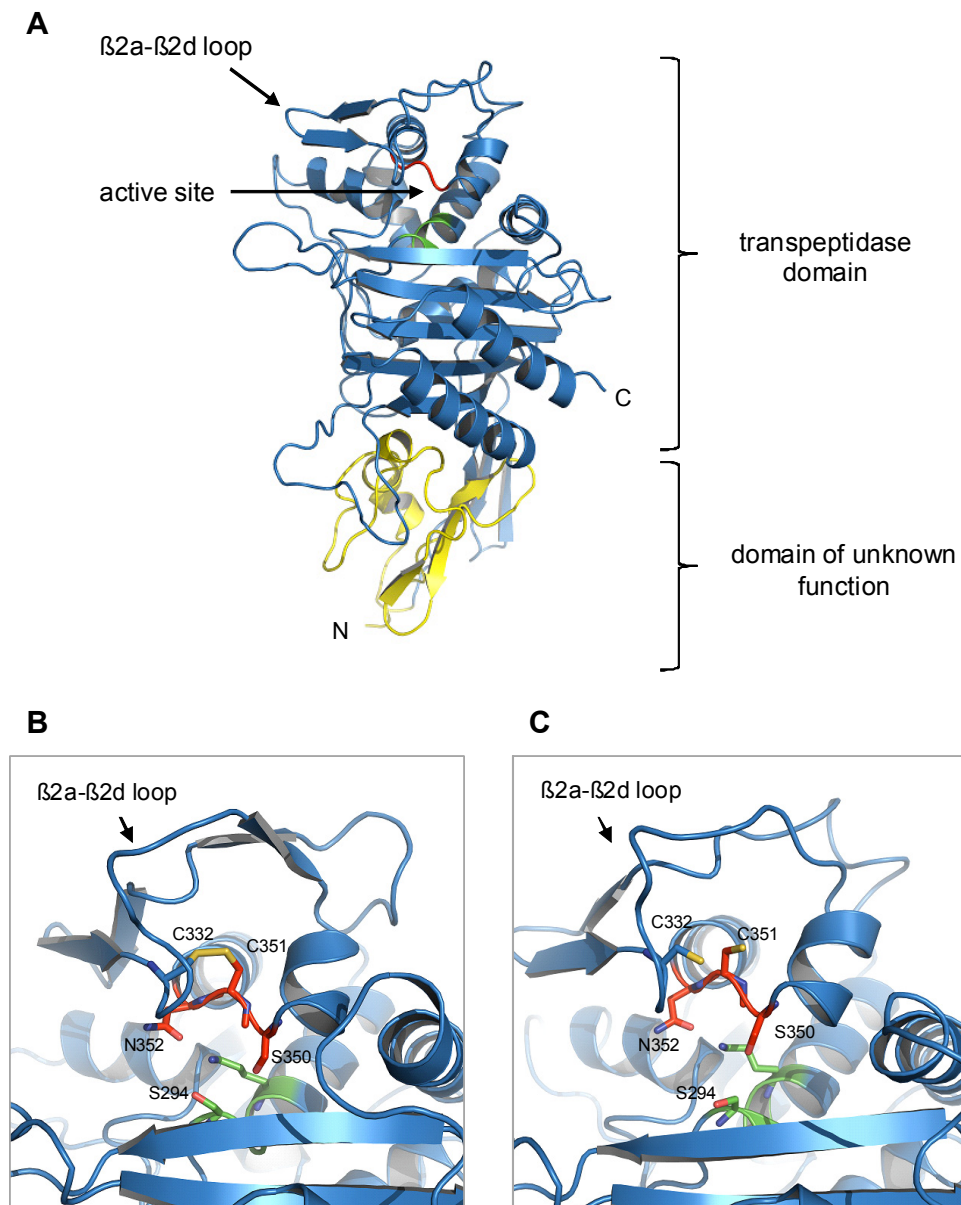 A
ß2a-ß2d loop
active site
transpeptidase
domain
C
domain of unknown
function
N
B
ß2a-ß2d loop
C332
C351
N352
S350
S294
C
ß2a-ß2d loop
C332
C351
N352
S350
S294